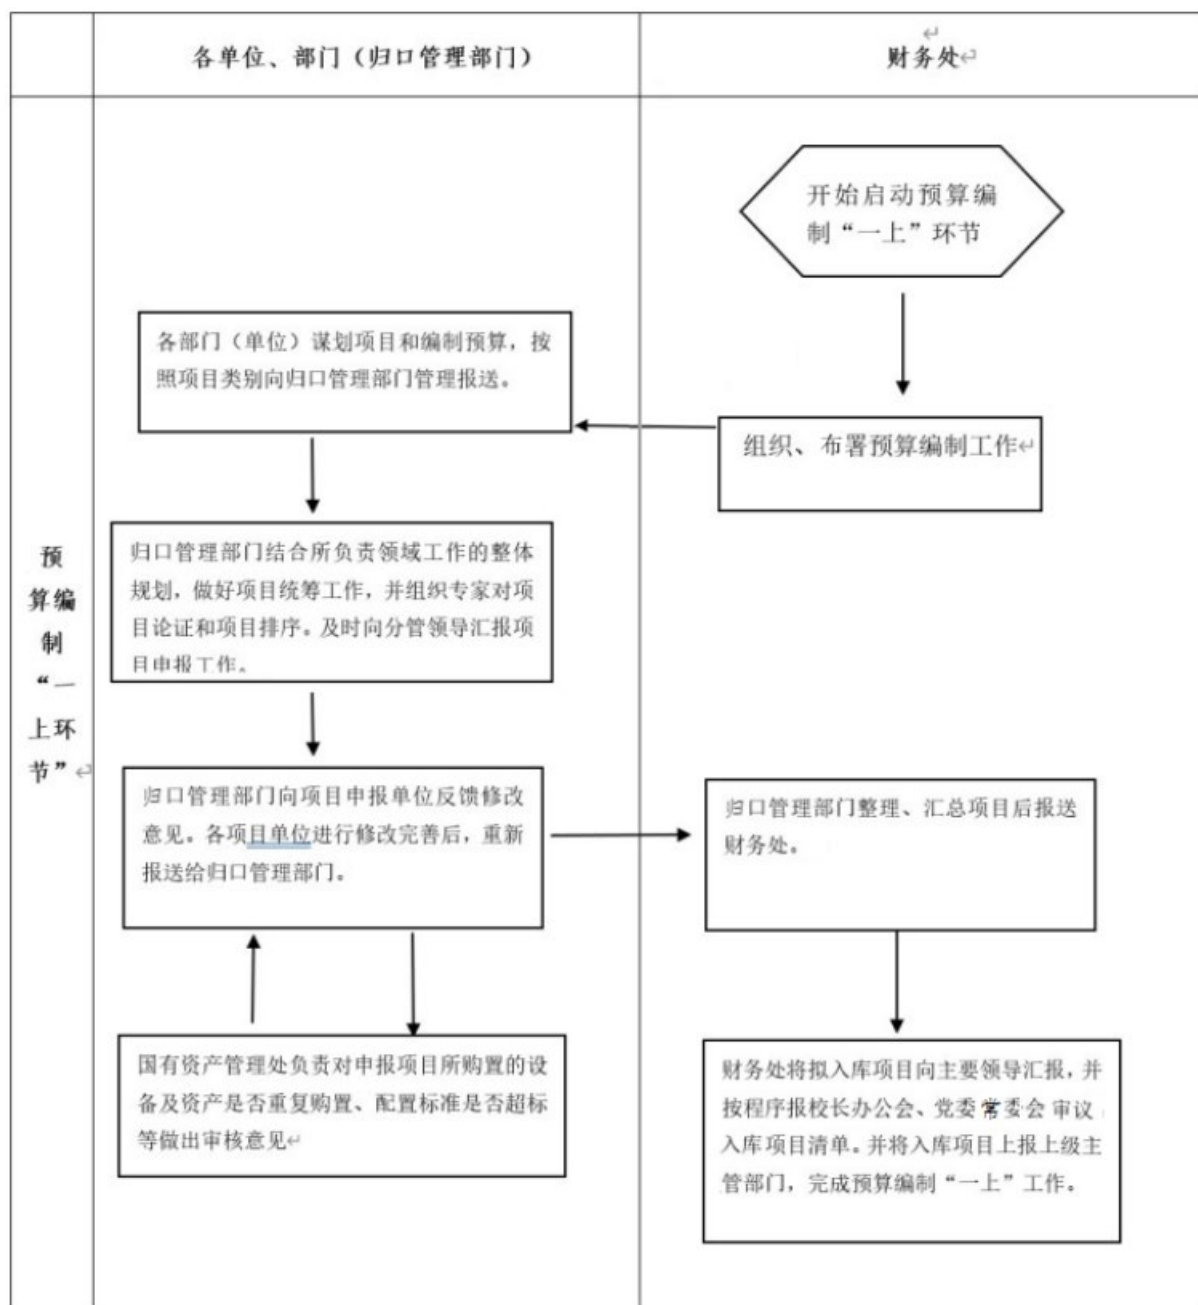 各单位、部门（归口管理部门）
财务处
预
算编
制
“一
上环
节”
开始启动预算编
制“一上”环节
组织、布署预算编制工作
各部门（单位）谋划项目和编制预算，按
照项目类别向归口管理部门管理报送。
归口管理部门结合所负责领域工作的整体
规划，做好项目统筹工作，并组织专家对项
目论证和项目排序。及时向分管领导汇报项
目申报工作。
归口管理部门向项目申报单位反馈修改
意见。各项目单位进行修改完善后，重新
报送给归口管理部门。
国有资产管理处负责对申报项目所购置的设
备及资产是否重复购置、配置标准是否超标
等做出审核意见
归口管理部门整理、汇总项目后报送
财务处。
财务处将拟入库项目向主要领导汇报，并
按程序报校长办公会、党委常委会审议
入库项目清单。并将入库项目上报上级主
管部门，完成预算编制“一上”工作。